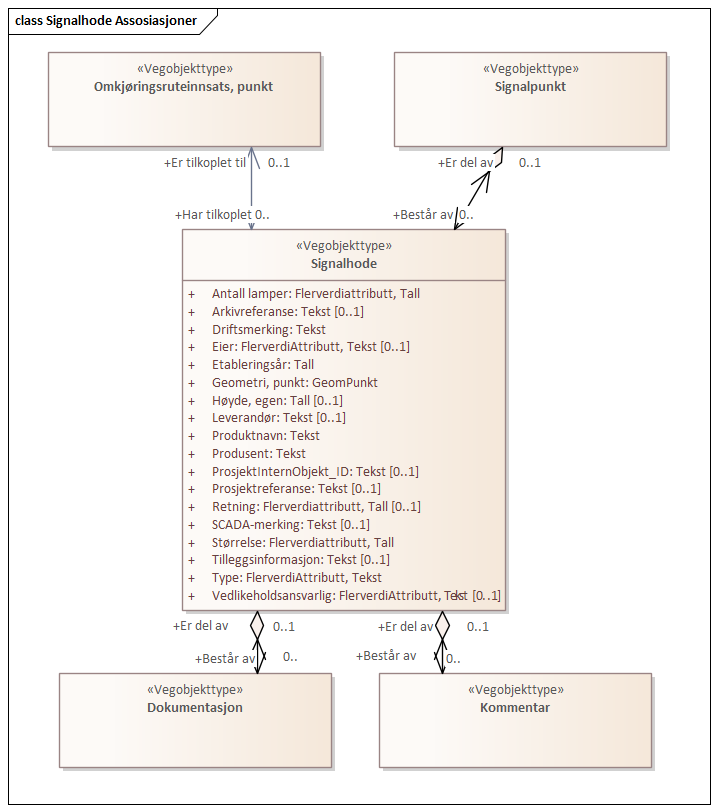 class Signalhode Assosiasjoner
«Vegobjekttype»
Omkjøringsruteinnsats, punkt
«Vegobjekttype»
Signalpunkt
+Er tilkoplet til 0..1
+Er del av 0..1
+Har tilkoplet 0..
+Består av 0..
«Vegobjekttype»
Signalhode
+ Antall lamper: Flerverdiattributt, Tall
+ Arkivreferanse: Tekst [0..1]
+ Driftsmerking: Tekst
+ Eier: FlerverdiAttributt, Tekst [0..1]
+ Etableringsår: Tall
+ Geometri, punkt: GeomPunkt
+ Høyde, egen: Tall [0..1]
+ Leverandør: Tekst [0..1]
+ Produktnavn: Tekst
+ Produsent: Tekst
+ ProsjektInternObjekt_ID: Tekst [0..1]
+ Prosjektreferanse: Tekst [0..1]
+ Retning: Flerverdiattributt, Tall [0..1]
+ SCADA-merking: Tekst [0..1]
+ Størrelse: Flerverdiattributt, Tall
+ Tilleggsinformasjon: Tekst [0..1]
+ Type: FlerverdiAttributt, Tekst
+ Vedlikeholdsansvarlig: FlerverdiAttributt, Tekst [0..1]
+Er del av 0..1
+Er del av 0..1
+Består av 0..
+Består av 0..
«Vegobjekttype»
Dokumentasjon
«Vegobjekttype»
Kommentar